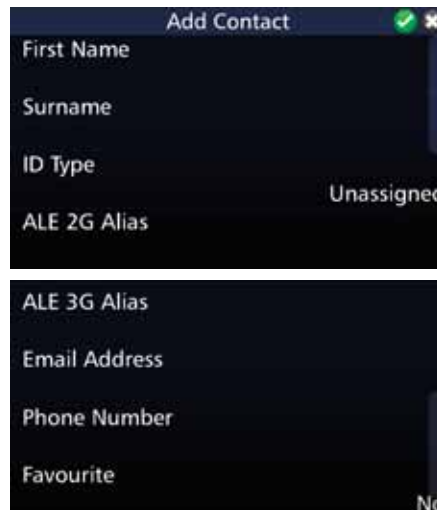 Add Contact
First Name
Surname
ID Type
Unassigned
ALE 2G Alias
ALE 3G Alias
Email Address
Phone Number
Favourite
No